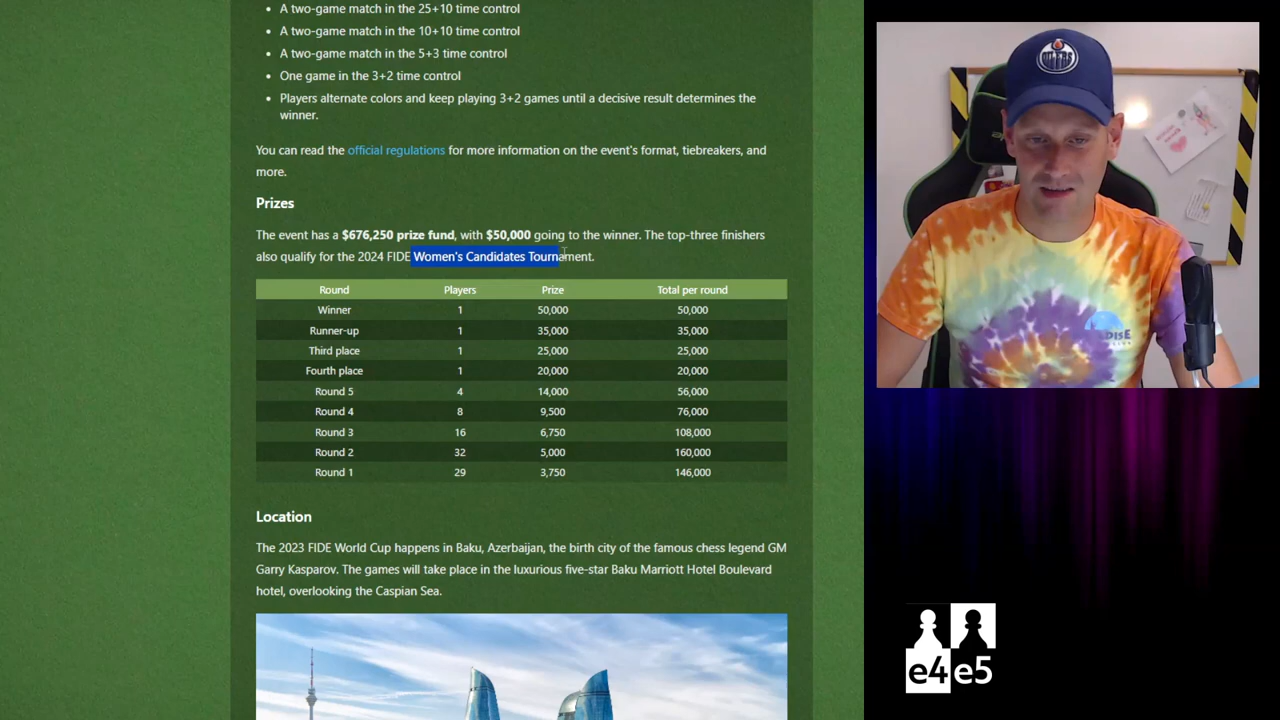 A two-game match in the 25+10 time control
A two-game match in the 10+10 time control
A two-game match in the 5+3 time control
One game in the 3+2 time control
Players alternate colors and keep playing 3+2 games until a decisive result determines the
winner.
You can read the official regulations for more information on the event's format, tiebreakers, and
more.
Prizes
The event has a $676,250 prize fund, with $50,000 going to the winner. The top-three finishers
also qualify for the 2024 FIDE Women's Candidates Tournament.
Round Players Prize Total per round
Winner 1 50,000 50,000
Runner-up 1 35,000 35,000
Third place 1 25,000 25,000
Fourth place 1 20,000 20,000
Round 5 4 14,000 56,000
Round 4 8 9,500 76,000
Round 3 16 6,750 108,000
Round 2 32 5,000 160,000
Round 1 29 3,750 146,000
Location
The 2023 FIDE World Cup happens in Baku, Azerbaijan, the birth city of the famous chess legend GM
Garry Kasparov. The games will take place in the luxurious five-star Baku Marriott Hotel Boulevard
hotel, overlooking the Caspian Sea.
OILERS
e4 e5